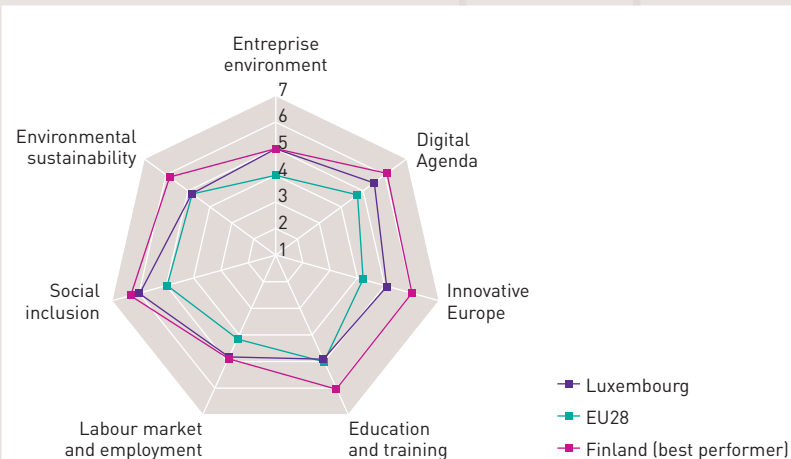 Entreprise
environment
7
6
5
4
3
2
1
Digital
Agenda
Innovative
Europe
Education
and training
Labour market
and employment
Social
inclusion
Environmental
sustainability
Luxembourg
EU28
Finland (best performer)